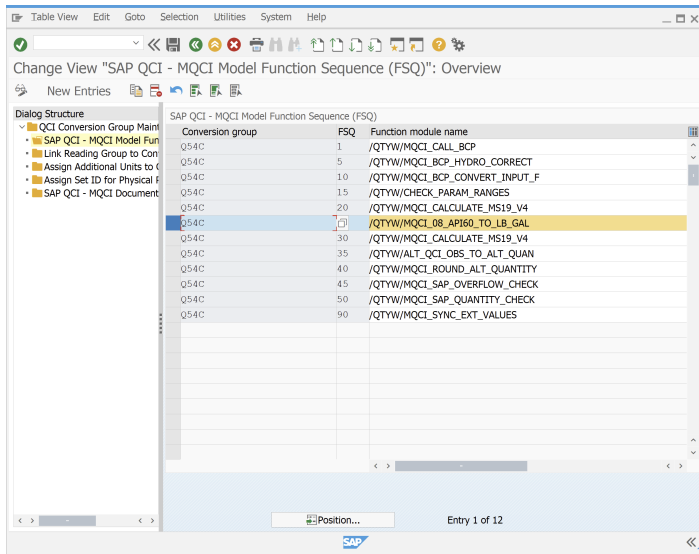 Table View Edit Goto Selection Utilities System Help
Change View "SAP QCI - MQCI Model Function Sequence (FSQ)": Overview
New Entries
Dialog Structure
QCI Conversion Group Maint
SAP QCI - MQCI Model Fun
Link Reading Group to Con
Assign Additional Units to C
Assign Set ID for Physical F
SAP QCI - MQCI Document
SAP QCI - MQCI Model Function Sequence (FSQ)
Conversion group FSQ Function module name
Q54C 1 /QTYW/MQCI_CALL_BCP
Q54C 5 /QTYW/MQCI_BCP_HYDRO_CORRECT
Q54C 10 /QTYW/MQCI_BCP_CONVERT_INPUT_F
Q54C 15 /QTYW/CHECK_PARAM_RANGES
Q54C 20 /QTYW/MQCI_CALCULATE_MS19_V4
Q54C /QTYW/MQCI_08_API60_TO_LB_GAL
Q54C 30 /QTYW/MQCI_CALCULATE_MS19_V4
Q54C 35 /QTYW/ALT_QCI_OBS_TO_ALT_QUAN
Q54C 40 /QTYW/MQCI_ROUND_ALT_QUANTITY
Q54C 45 /QTYW/MQCI_SAP_OVERFLOW_CHECK
Q54C 50 /QTYW/MQCI_SAP_QUANTITY_CHECK
Q54C 90 /QTYW/MQCI_SYNC_EXT_VALUES
Position... Entry 1 of 12
SAP